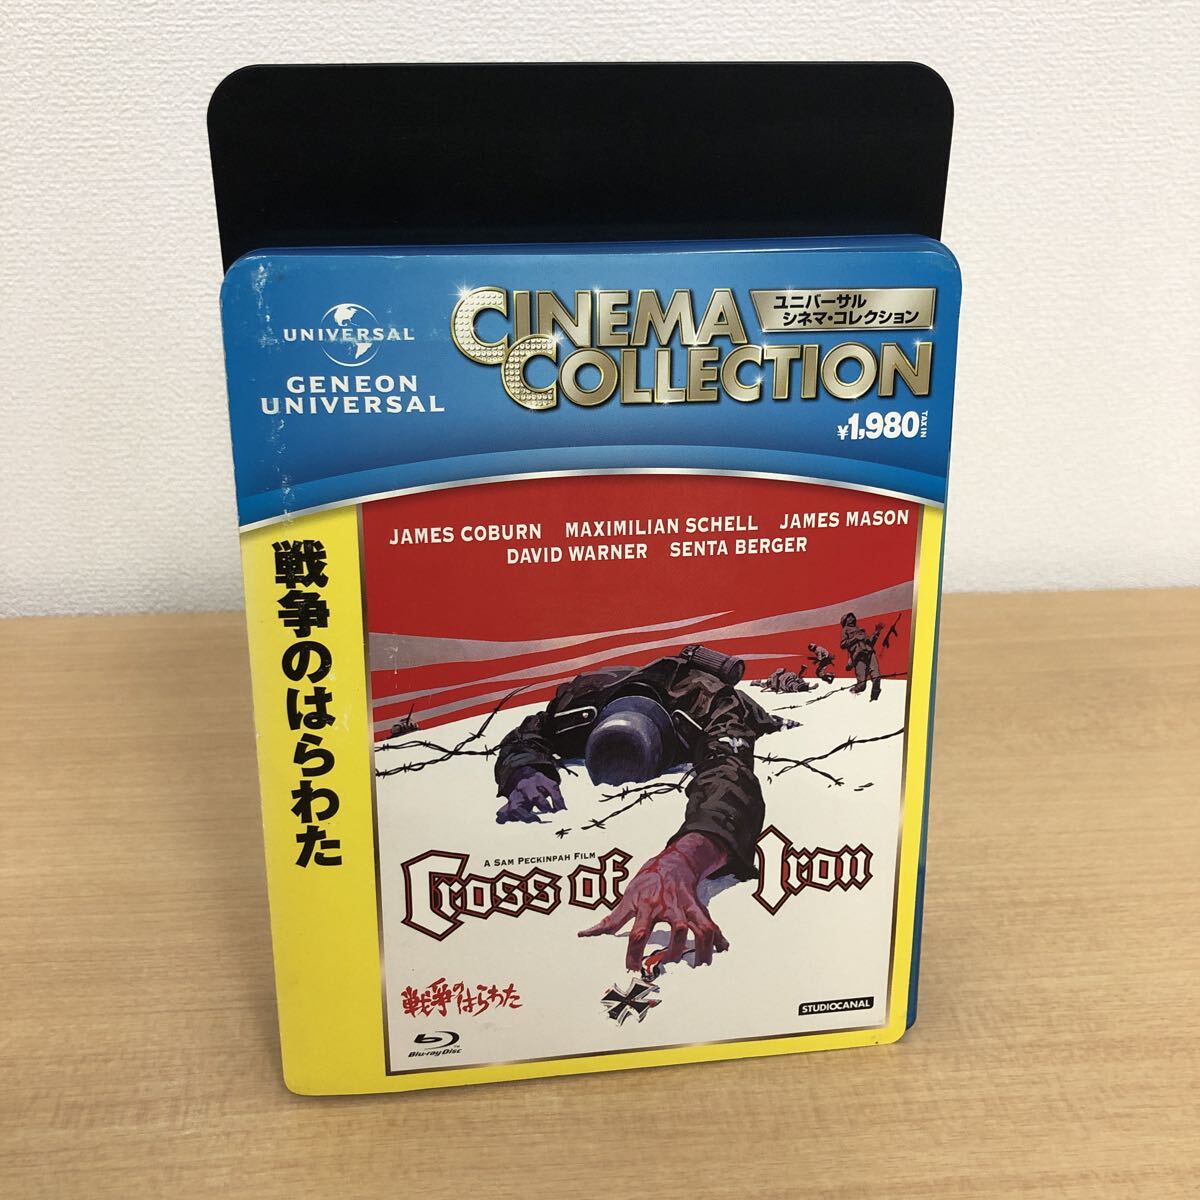 UNIVERSAL
GENEON
UNIVERSAL
CINEMA
COLLECTION
ユニバーサル
シネマ・コレクション
¥1,980 TAX IN
戦争のはらわた
JAMES COBURN MAXIMILIAN SCHELL JAMES MASON
DAVID WARNER SENTA BERGER
A SAM PECKINPAH FILM
Cross of Iron
戦争のはらわた
Blu-ray Disc™
STUDIOCANAL